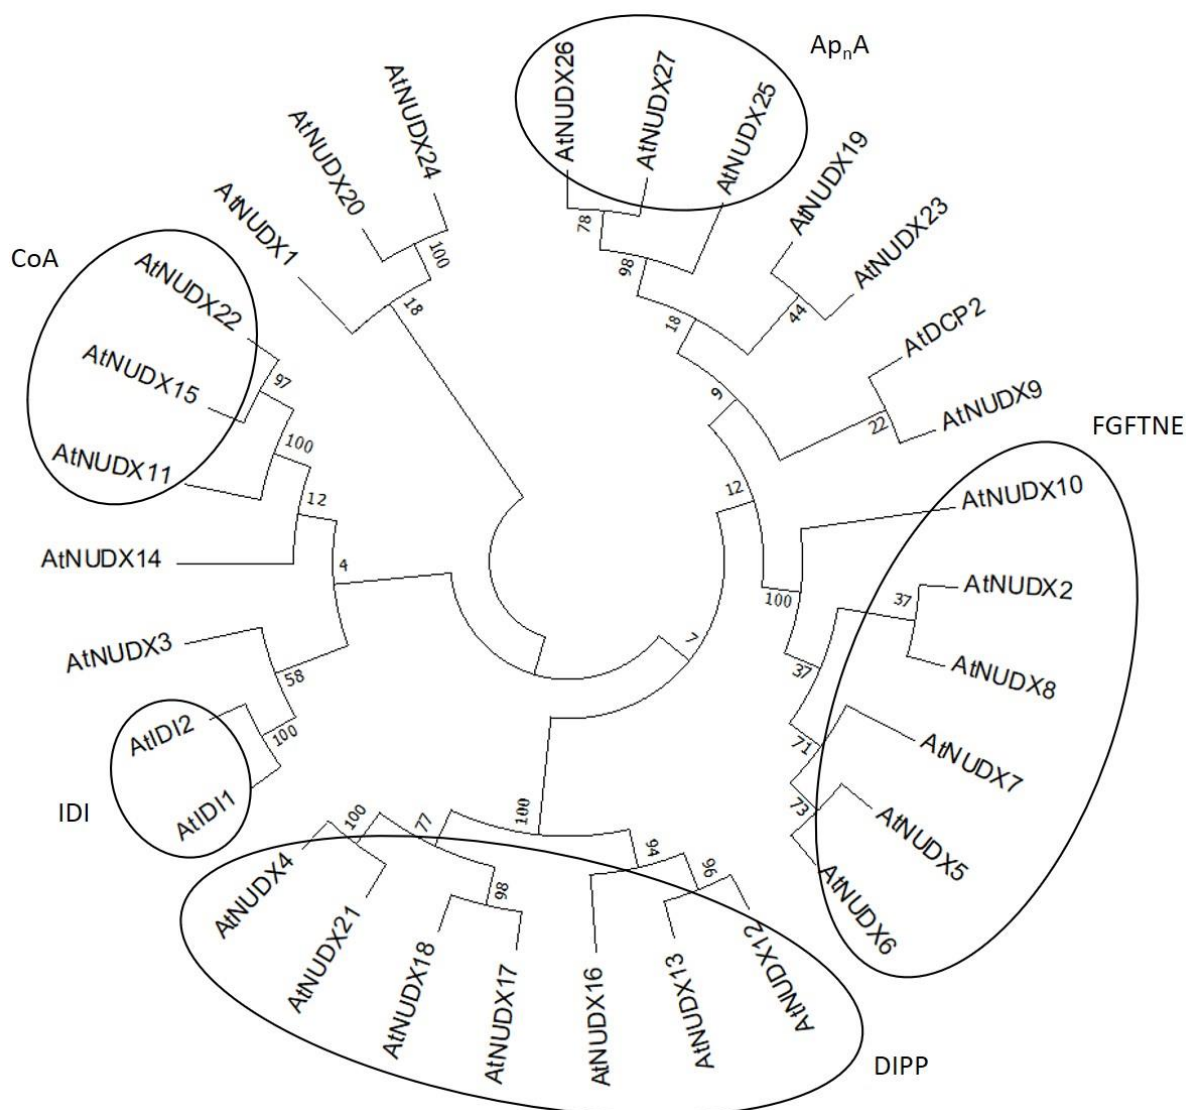 ApₙA
AtNUDX26
AtNUDX27
AtNUDX25
AtNUDX24
AtNUDX20
AtNUDX1
AtNUDX19
AtNUDX23
AtDCP2
AtNUDX9
CoA
AtNUDX22
AtNUDX15
AtNUDX11
AtNUDX14
AtNUDX3
AtIDI2
AtIDI1
IDI
FGFTNE
AtNUDX10
AtNUDX2
AtNUDX8
AtNUDX7
AtNUDX5
AtNUDX6
AtNUDX4
AtNUDX21
AtNUDX18
AtNUDX17
AtNUDX16
AtNUDX13
AtNUDX12
DIPP
78
98
18
44
9
22
12
100
37
37
71
73
7
100
94
96
77
100
98
100
18
97
100
12
4
58
100